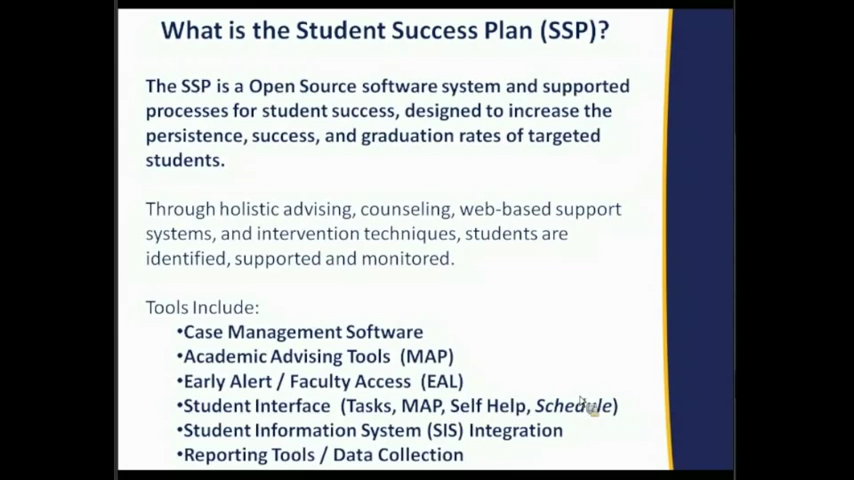 What is the Student Success Plan (SSP)?
The SSP is a Open Source software system and supported
processes for student success, designed to increase the
persistence, success, and graduation rates of targeted
students.
Through holistic advising, counseling, web-based support
systems, and intervention techniques, students are
identified, supported and monitored.
Tools Include:
•Case Management Software
•Academic Advising Tools (MAP)
•Early Alert / Faculty Access (EAL)
•Student Interface (Tasks, MAP, Self Help, Schedule)
•Student Information System (SIS) Integration
•Reporting Tools / Data Collection